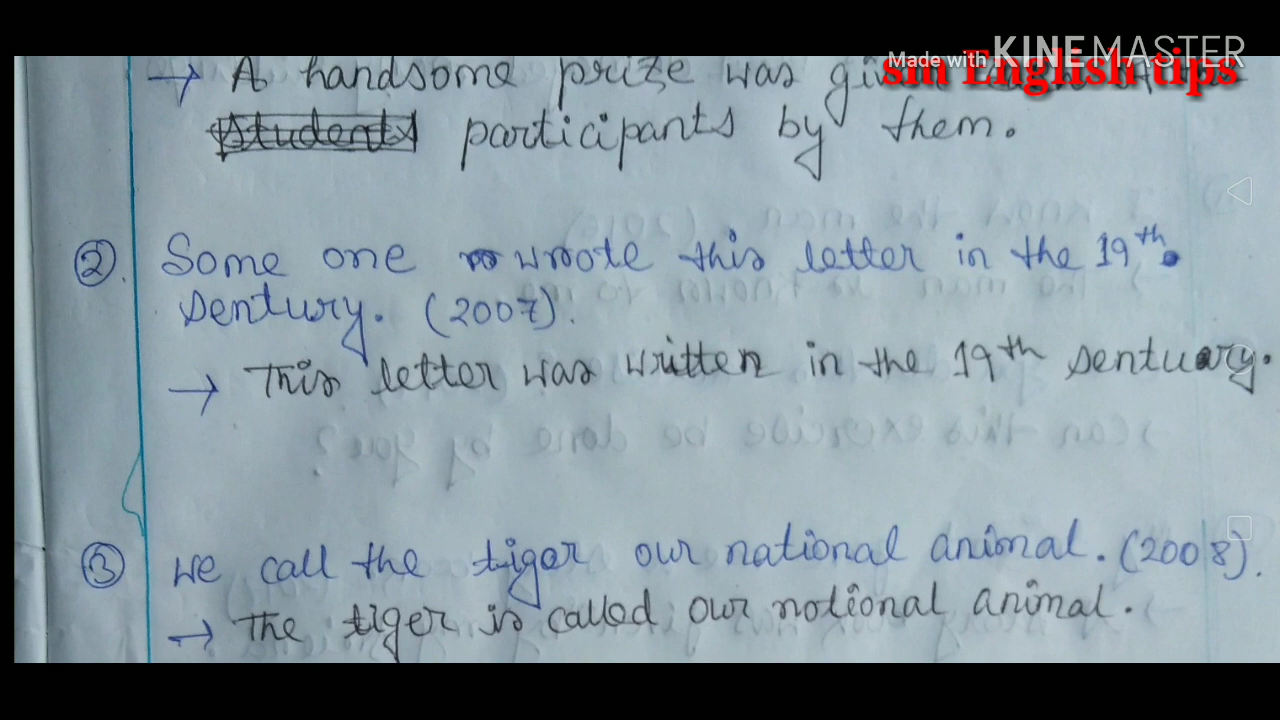 Made with KINEMASTER
sm English tips
→ A handsome prize was given
students participants by them.
②. Some one wrote this letter in the 19th.
sentury. (2007).
→ This letter was written in the 19th sentuary.
③ we call the tiger our national animal. (2008).
→ The tiger is called our notional animal.